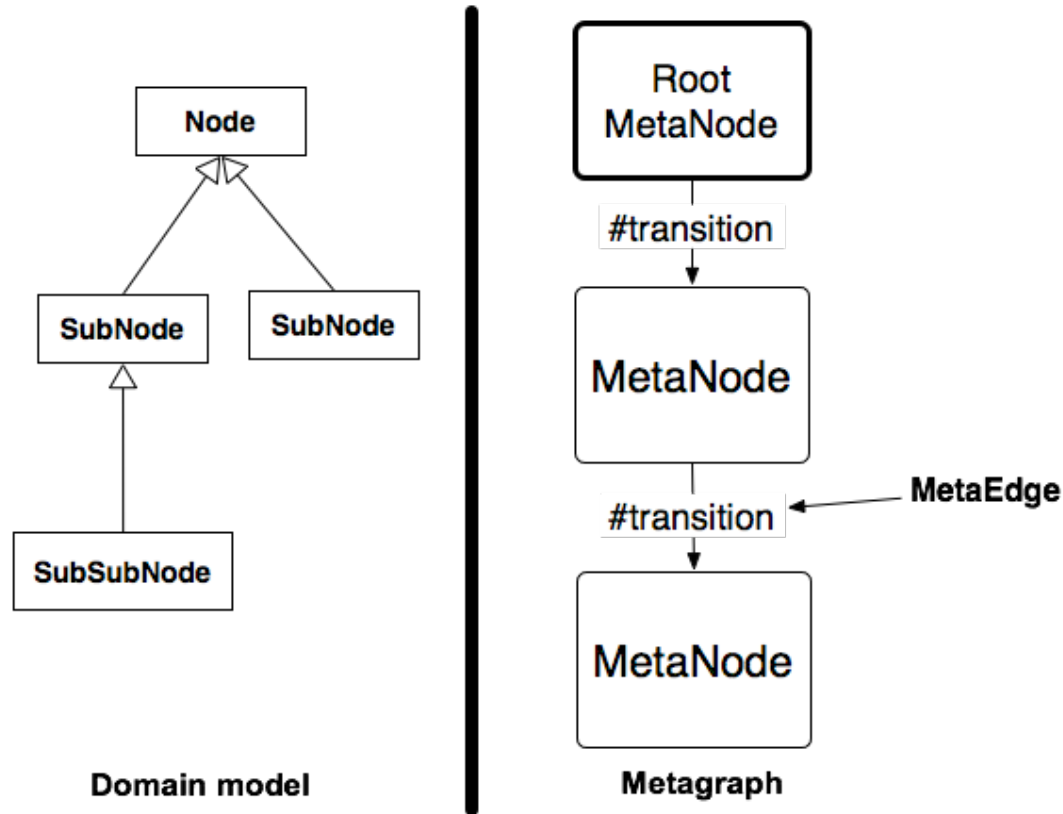 Node
SubNode
SubNode
SubSubNode
Domain model
Root
MetaNode
#transition
MetaNode
#transition
MetaEdge
MetaNode
Metagraph